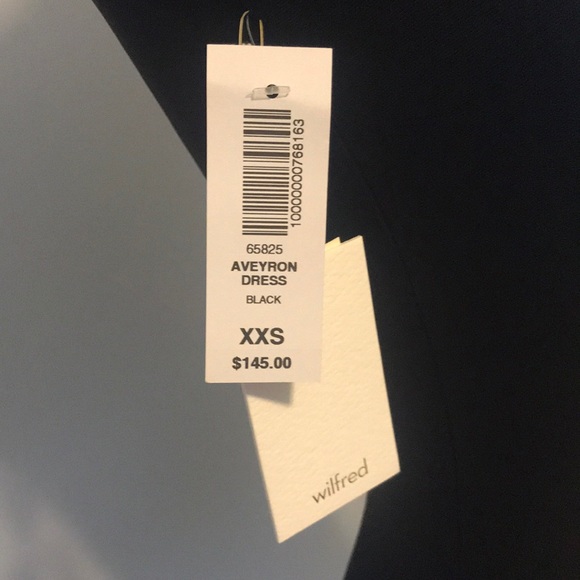 10000000768163
65825
AVEYRON
DRESS
BLACK
XXS
$145.00
wilfred